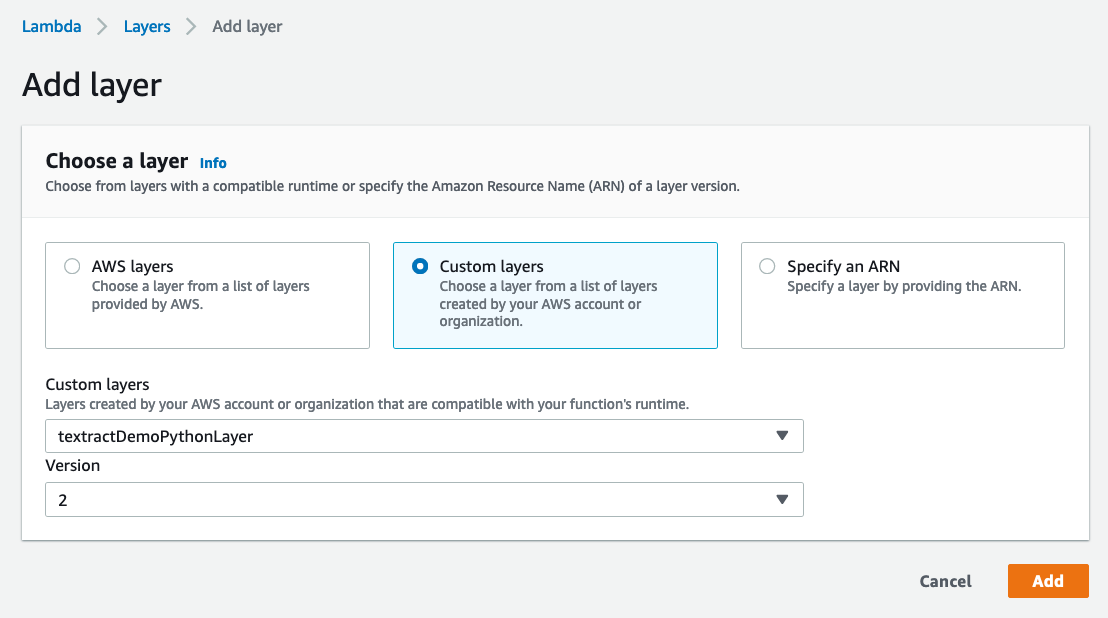 Lambda > Layers > Add layer
Add layer
Choose a layer Info
Choose from layers with a compatible runtime or specify the Amazon Resource Name (ARN) of a layer version.
AWS layers
Choose a layer from a list of layers
provided by AWS.
Custom layers
Choose a layer from a list of layers
created by your AWS account or
organization.
Specify an ARN
Specify a layer by providing the ARN.
Custom layers
Layers created by your AWS account or organization that are compatible with your function's runtime.
textractDemoPythonLayer
Version
2
Cancel Add